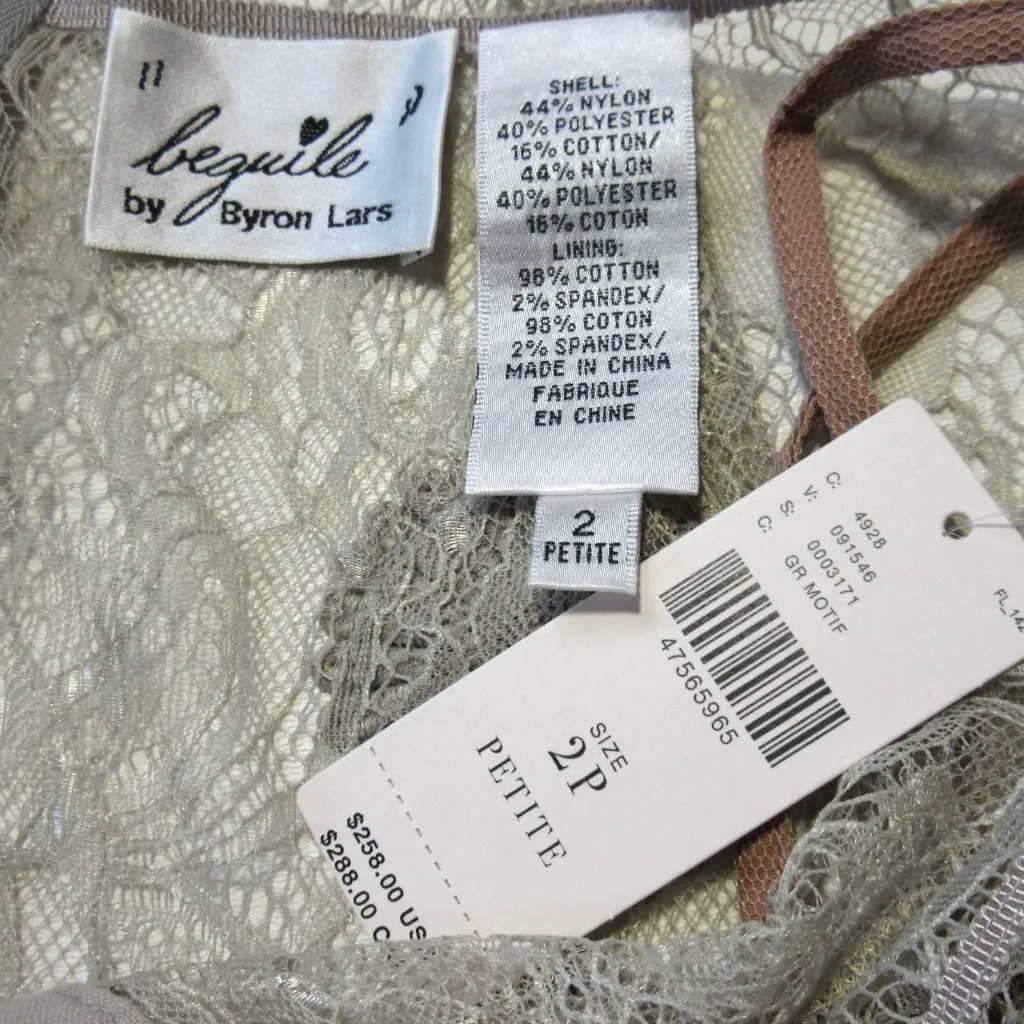 beguile
by Byron Lars
SHELL:
44% NYLON
40% POLYESTER
16% COTTON/
44% NYLON
40% POLYESTER
16% COTON
LINING:
98% COTTON
2% SPANDEX/
98% COTON
2% SPANDEX/
MADE IN CHINA
FABRIQUE
EN CHINE
2
PETITE
C: 4928
V: 091546
S: 0003171
C: GR MOTIF
FL_142
47565965
SIZE
2P
PETITE
$258.00 US
$288.00 C